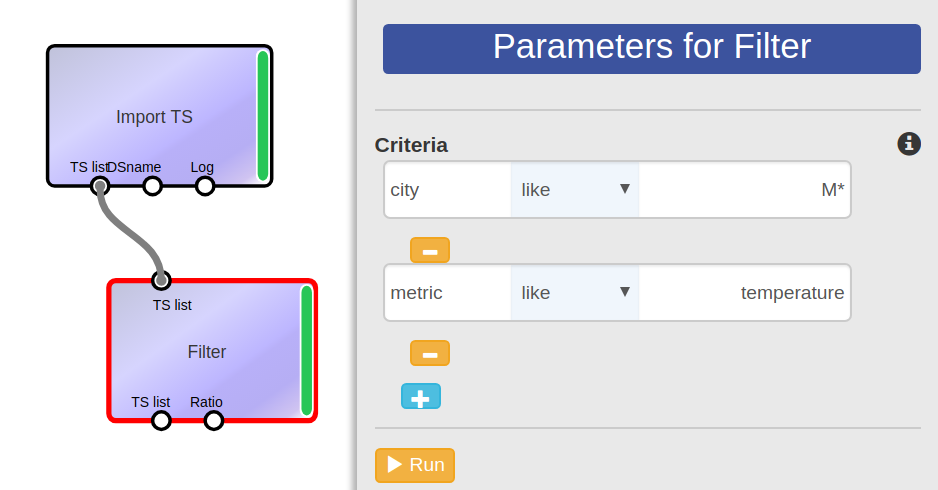 Import TS
TS list
DSname
Log
TS list
Filter
TS list
Ratio
Parameters for Filter
Criteria
city like M*
metric like temperature
Run